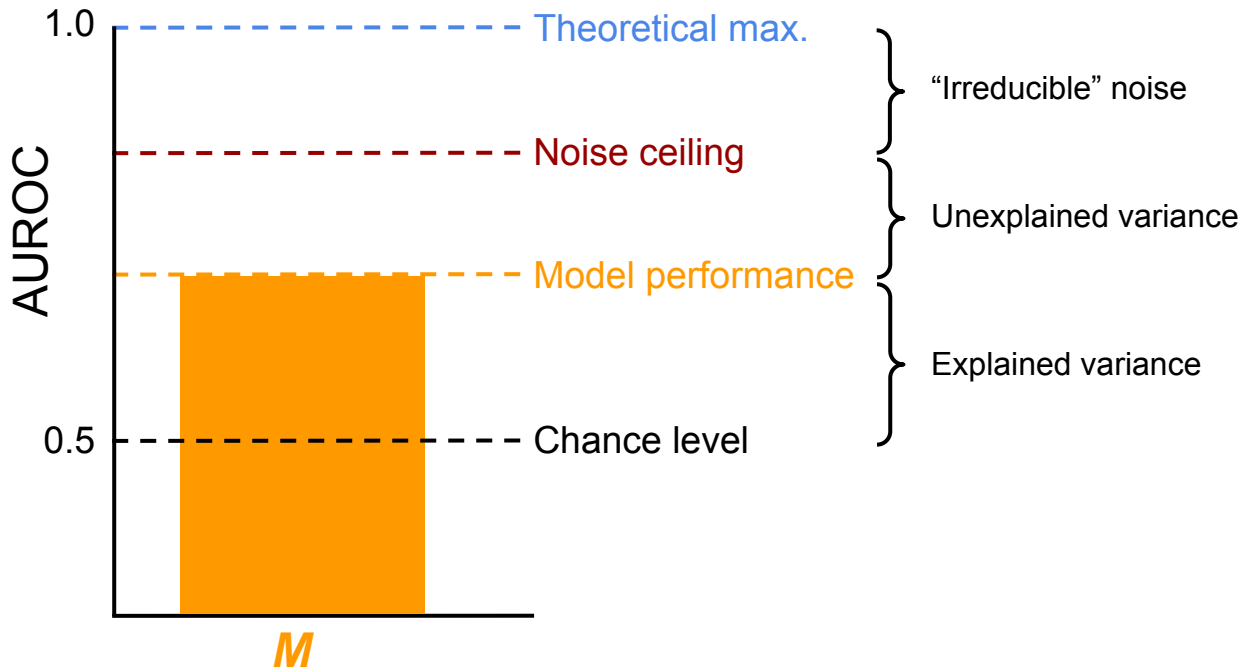 1.0
Theoretical max.
“Irreducible” noise
Noise ceiling
AUROC
Unexplained variance
Model performance
Explained variance
0.5
Chance level
M